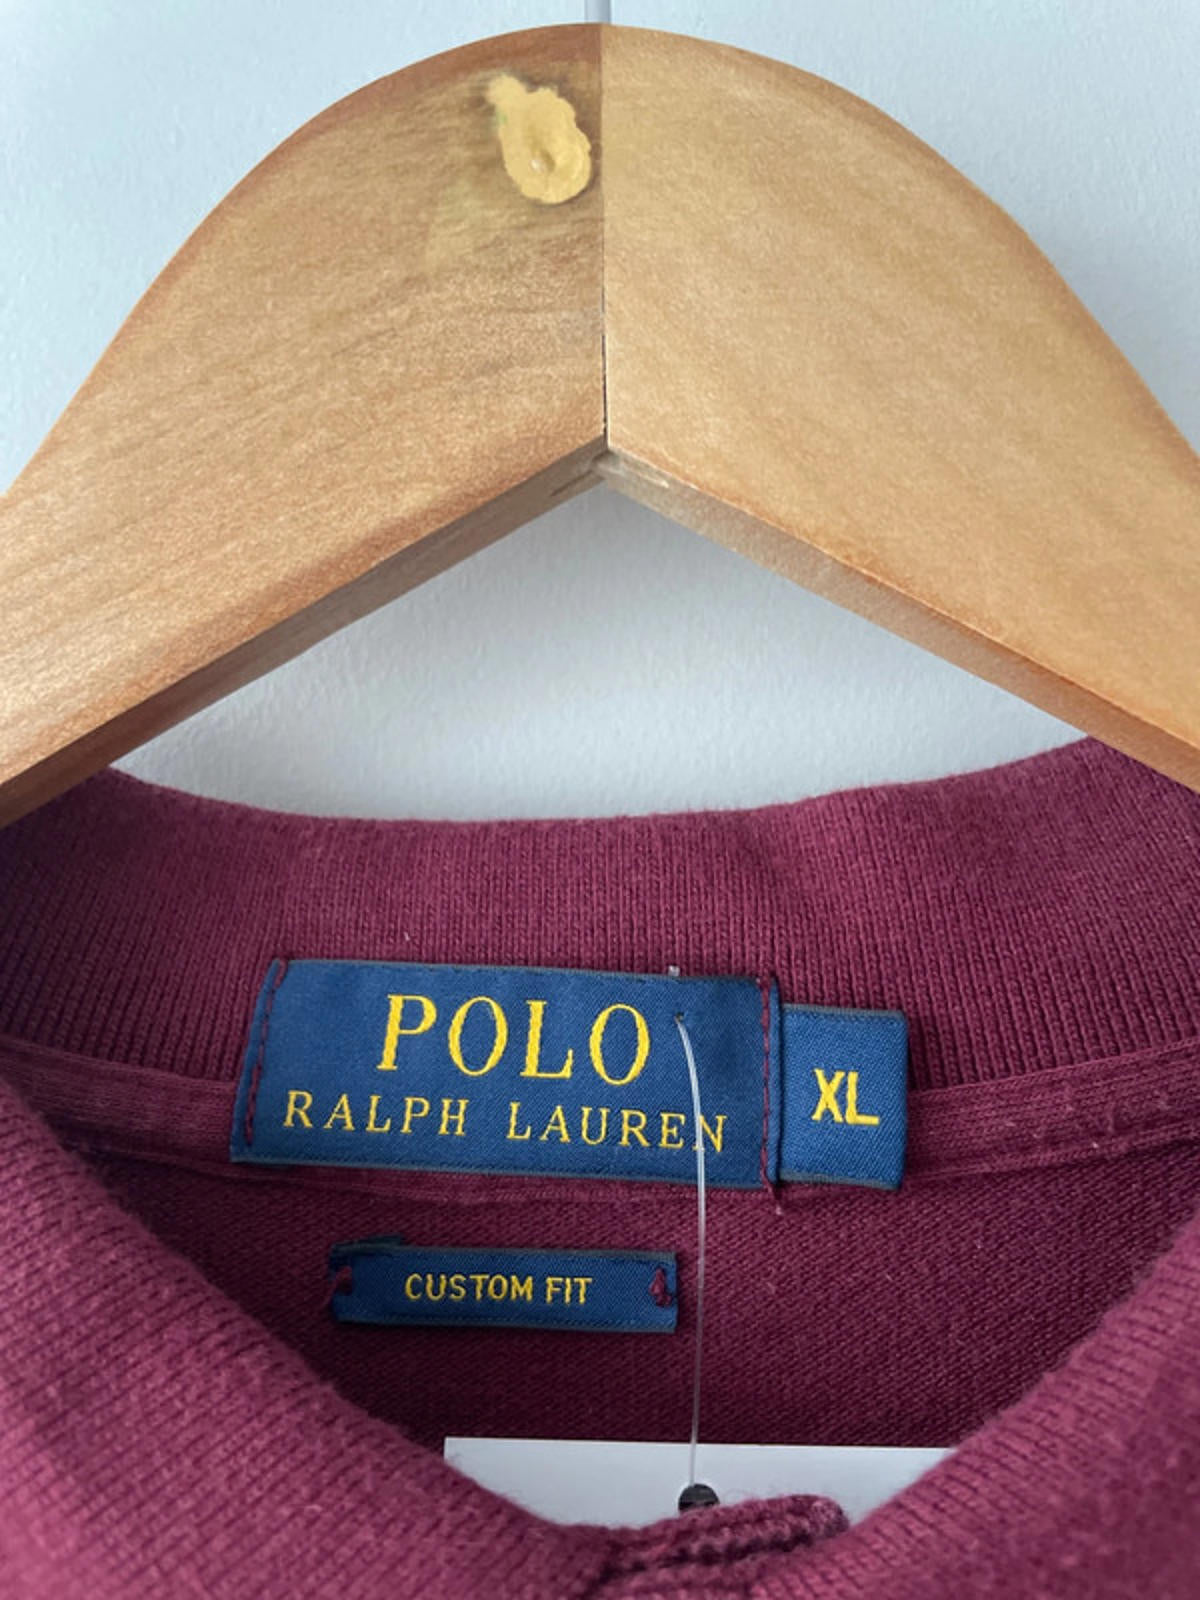 POLO
RALPH LAUREN
XL
CUSTOM FIT